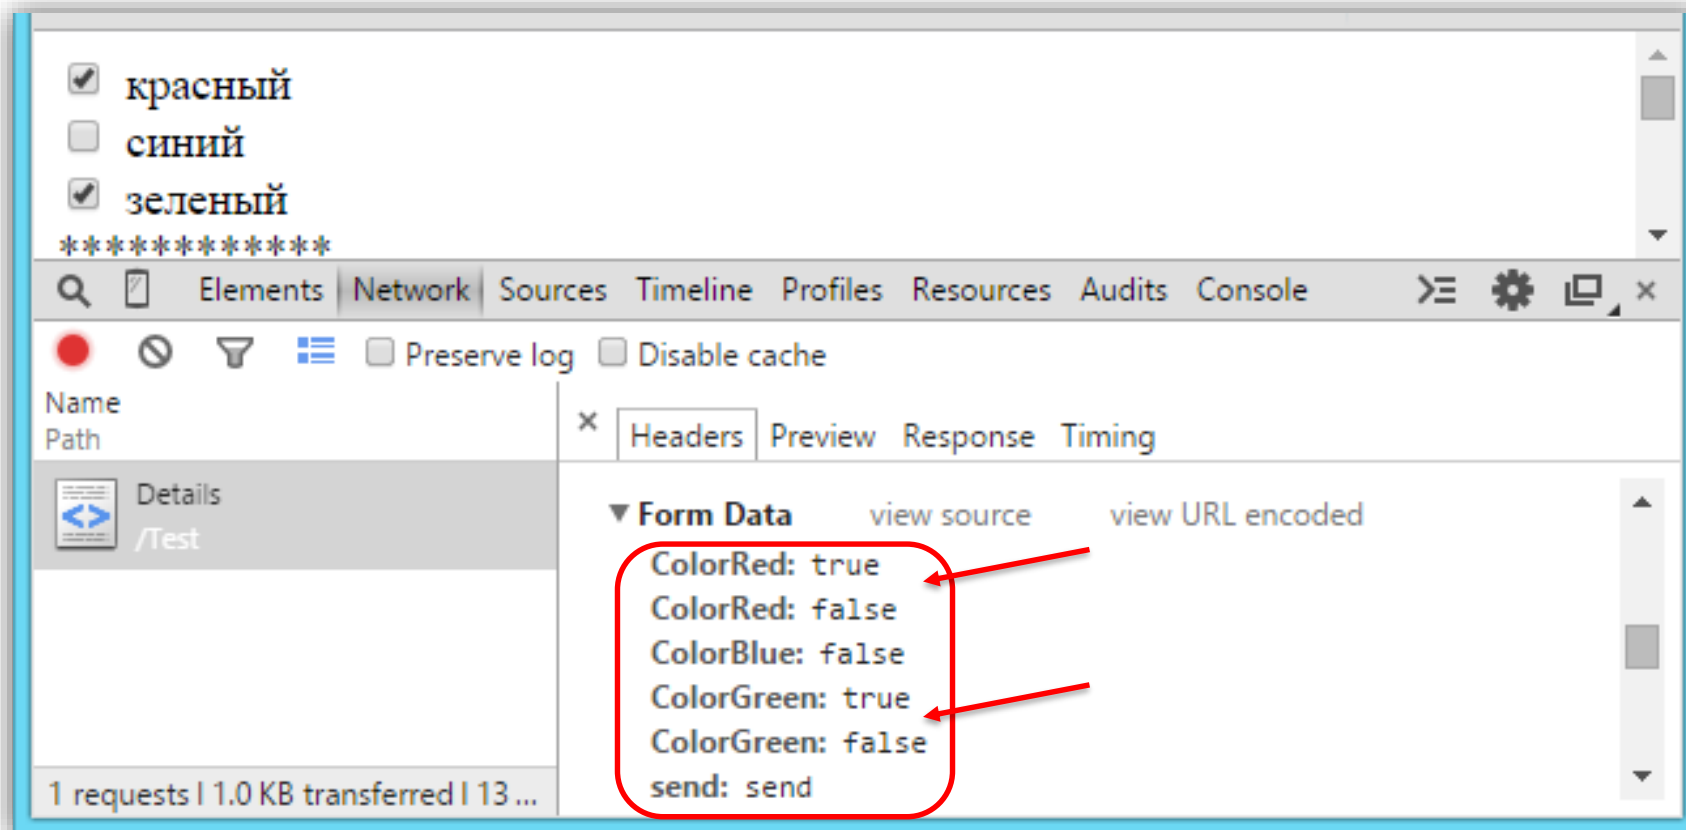 красный
синий
зеленый
************
Elements Network Sources Timeline Profiles Resources Audits Console
Preserve log Disable cache
Name
Path
Headers Preview Response Timing
Details
/Test
Form Data view source view URL encoded
ColorRed: true
ColorRed: false
ColorBlue: false
ColorGreen: true
ColorGreen: false
send: send
1 requests | 1.0 KB transferred | 13 ...